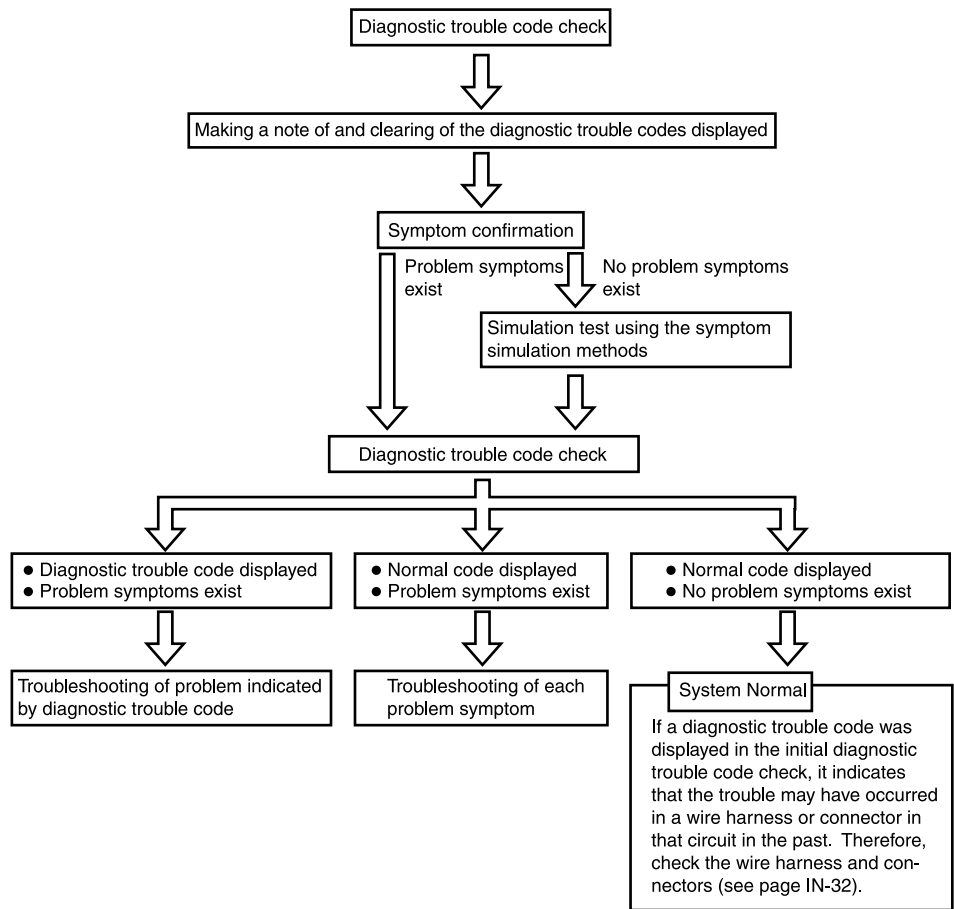 Diagnostic trouble code check
Making a note of and clearing of the diagnostic trouble codes displayed
Symptom confirmation
Problem symptoms
exist
No problem symptoms
exist
Simulation test using the symptom
simulation methods
Diagnostic trouble code check
● Diagnostic trouble code displayed
● Problem symptoms exist
● Normal code displayed
● Problem symptoms exist
● Normal code displayed
● No problem symptoms exist
Troubleshooting of problem indicated
by diagnostic trouble code
Troubleshooting of each
problem symptom
System Normal
If a diagnostic trouble code was
displayed in the initial diagnostic
trouble code check, it indicates
that the trouble may have occurred
in a wire harness or connector in
that circuit in the past. Therefore,
check the wire harness and con-
nectors (see page IN-32).